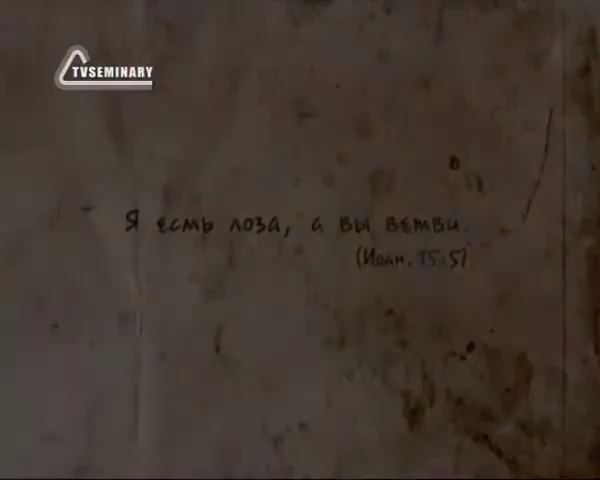 TVSEMINARY
Я есмь лоза, а вы ветви.
(Иоан. 15:5)